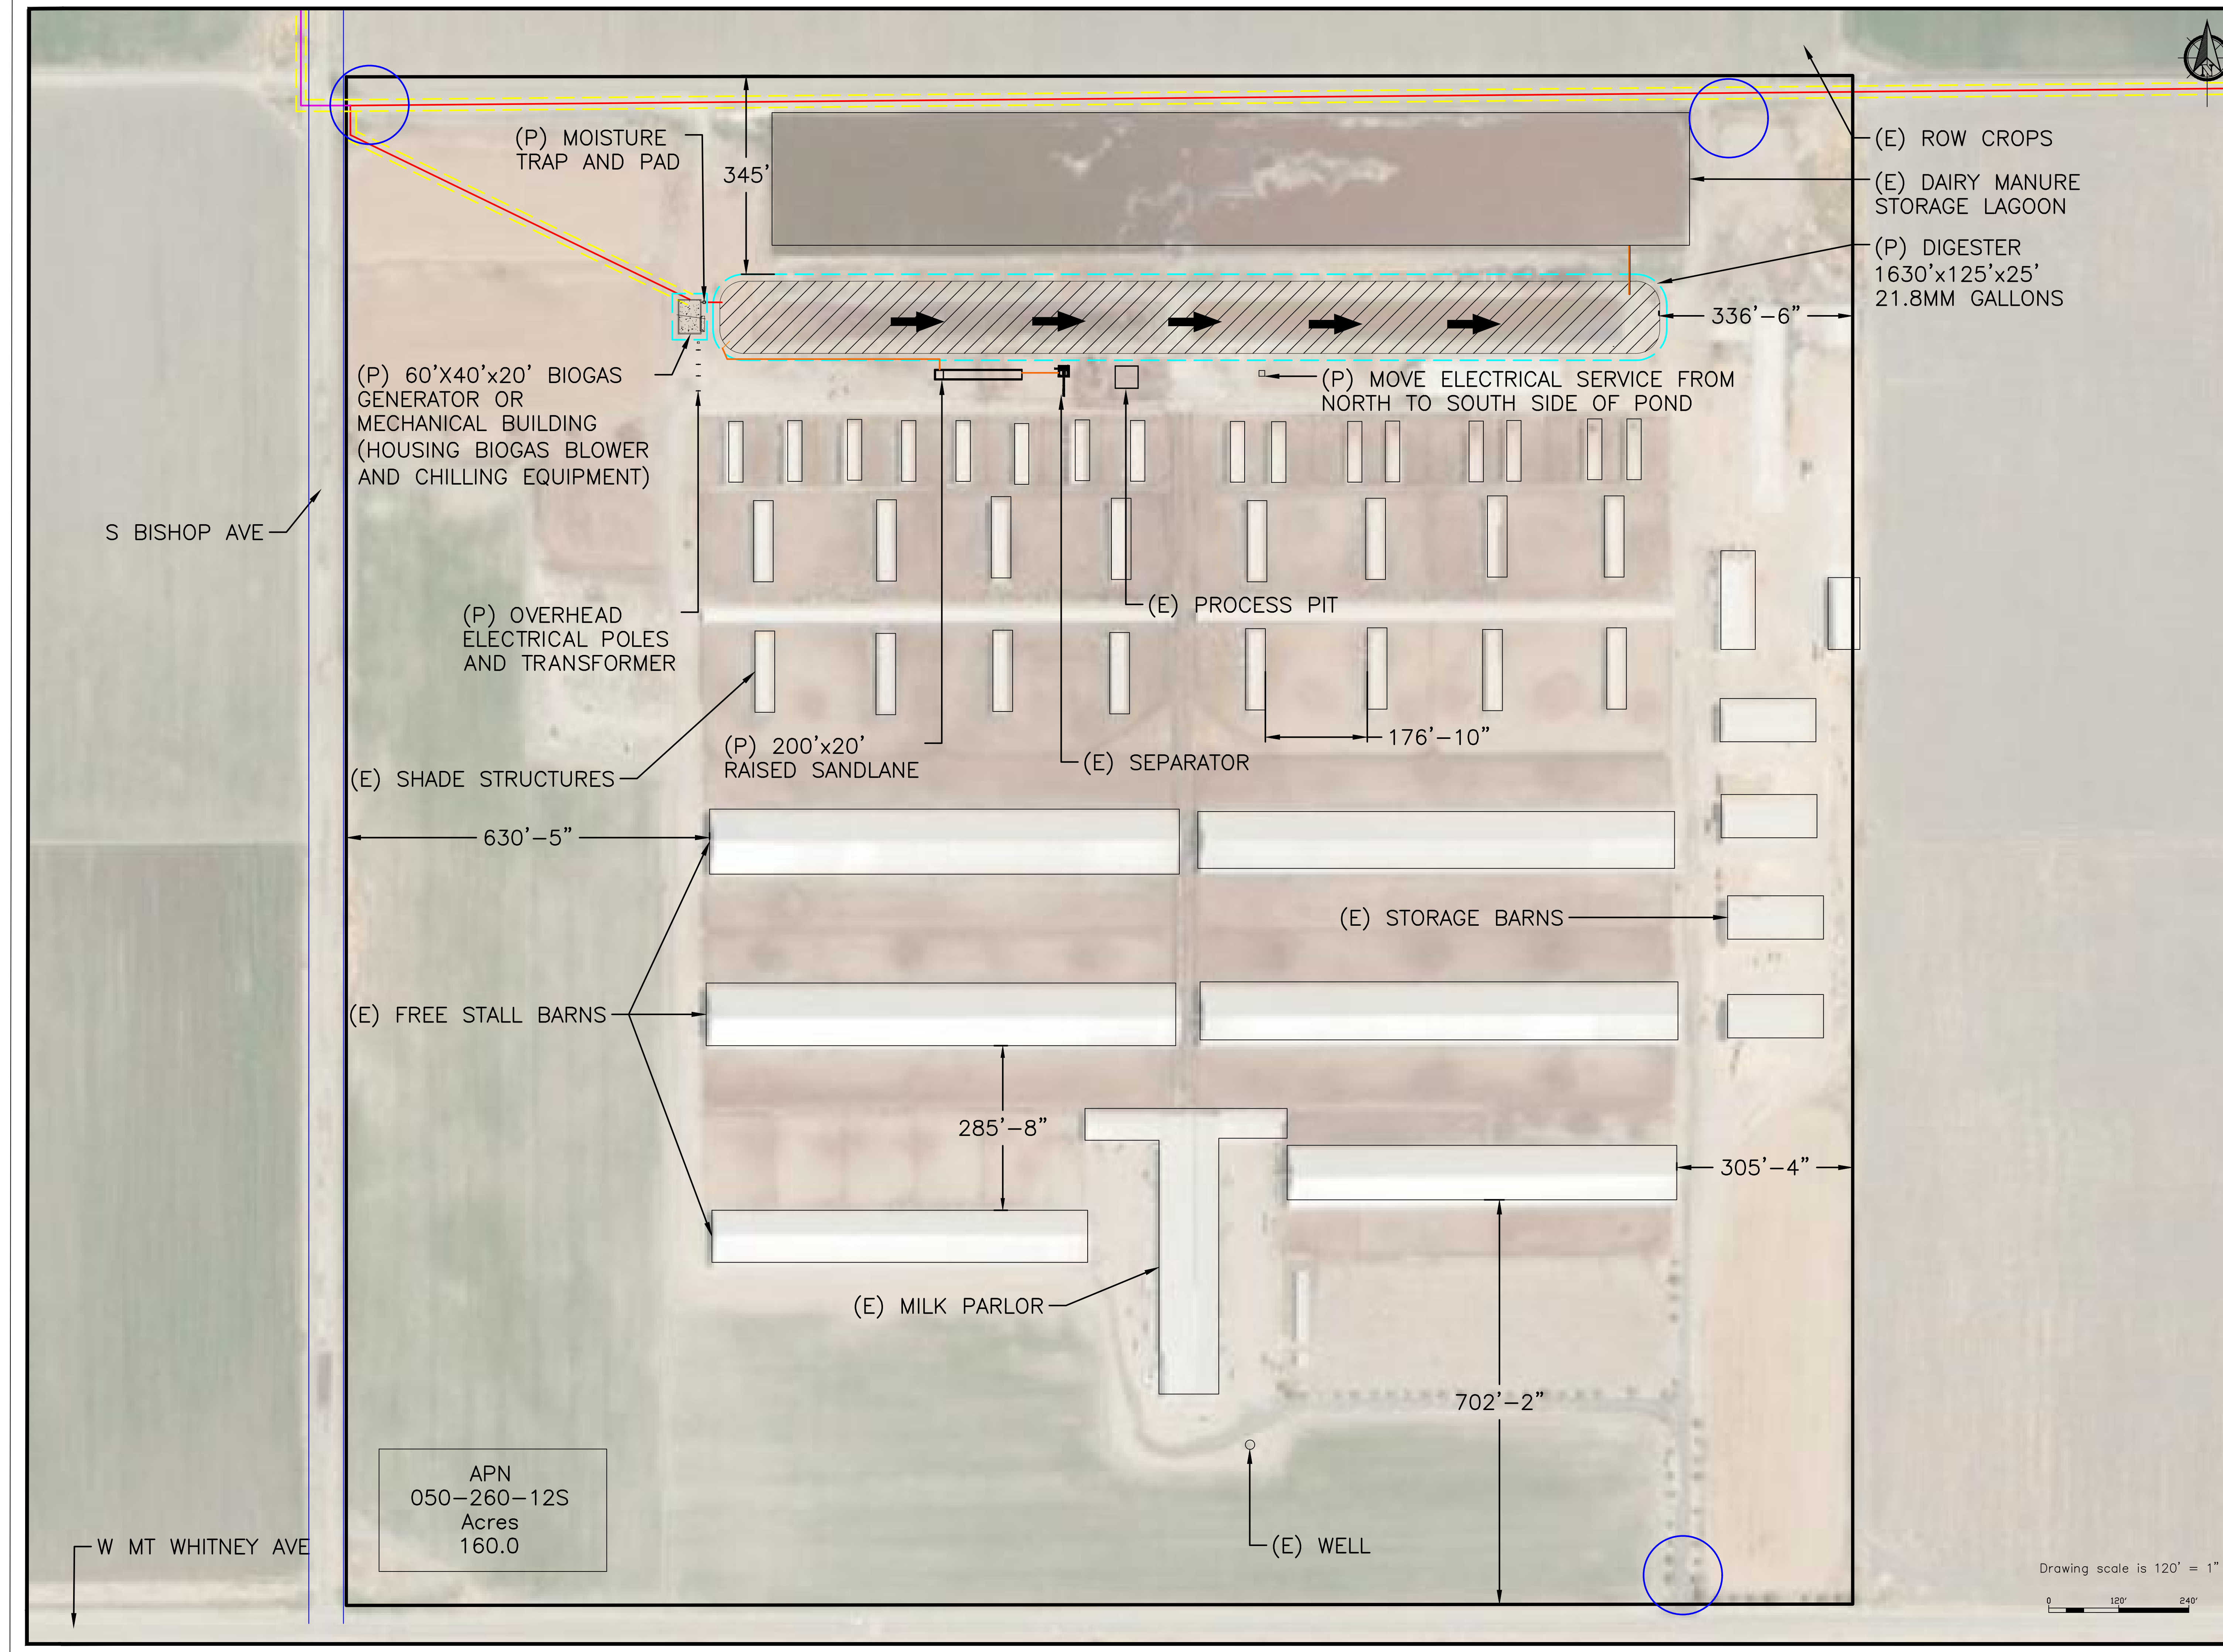 N
(P) MOISTURE
TRAP AND PAD
345'
(E) ROW CROPS
(E) DAIRY MANURE
STORAGE LAGOON
(P) DIGESTER
1630'x125'x25'
21.8MM GALLONS
336'-6"
(P) 60'X40'x20' BIOGAS
GENERATOR OR
MECHANICAL BUILDING
(HOUSING BIOGAS BLOWER
AND CHILLING EQUIPMENT)
(P) MOVE ELECTRICAL SERVICE FROM
NORTH TO SOUTH SIDE OF POND
S BISHOP AVE
(P) OVERHEAD
ELECTRICAL POLES
AND TRANSFORMER
(E) PROCESS PIT
(P) 200'x20'
RAISED SANDLANE
(E) SEPARATOR
176'-10"
(E) SHADE STRUCTURES
630'-5"
(E) STORAGE BARNS
(E) FREE STALL BARNS
285'-8"
305'-4"
(E) MILK PARLOR
702'-2"
APN
050-260-12S
Acres
160.0
W MT WHITNEY AVE
(E) WELL
Drawing scale is 120' = 1"
0 120' 240'